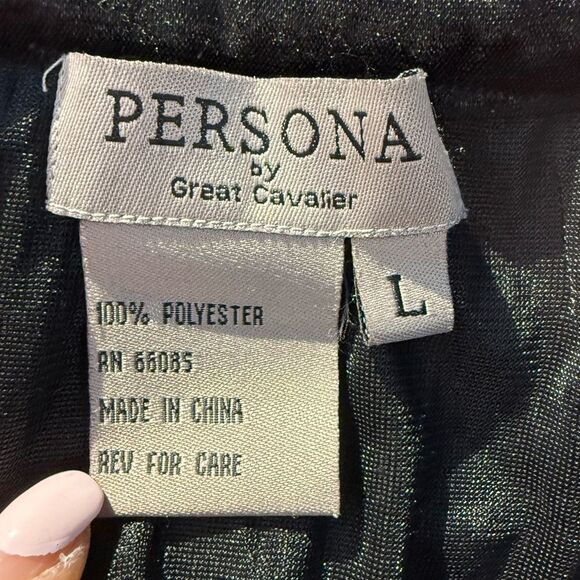 PERSONA
by
Great Cavalier
L
100% POLYESTER
RN 66085
MADE IN CHINA
REV FOR CARE